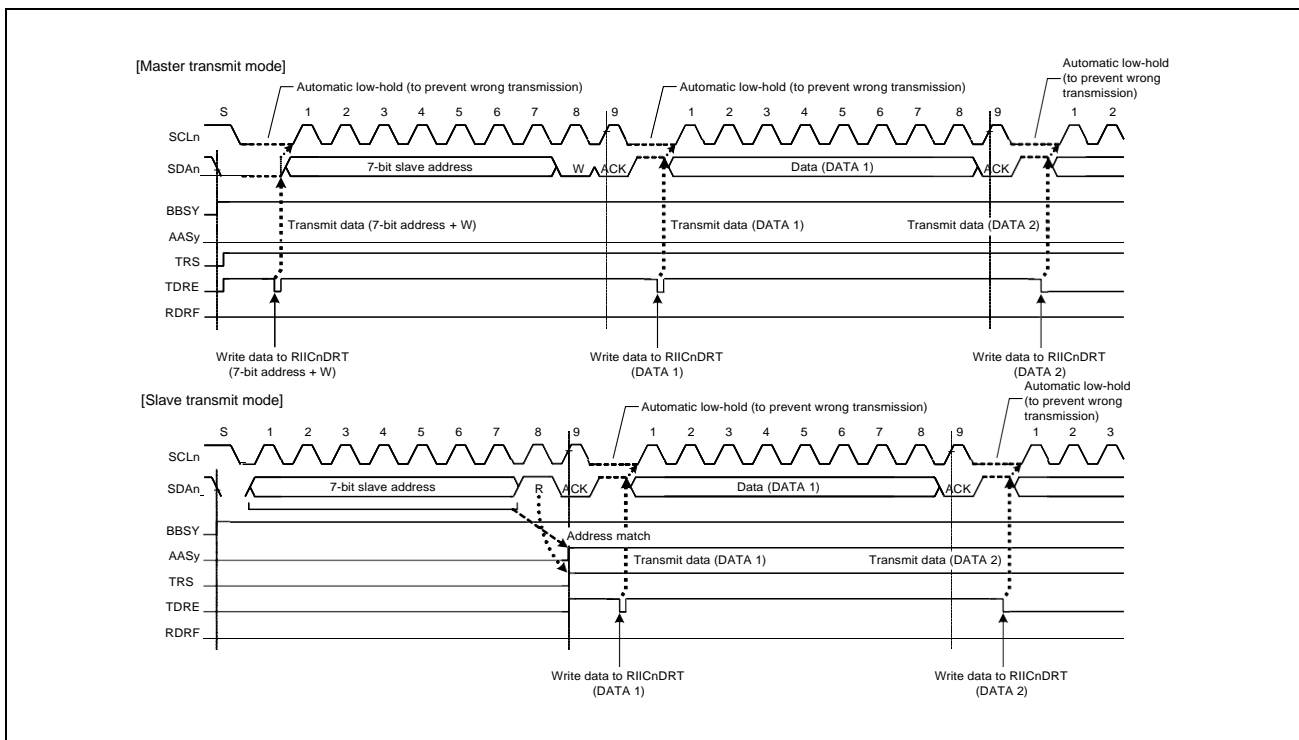 [Master transmit mode]
Automatic low-hold (to prevent wrong transmission)
Automatic low-hold (to prevent wrong transmission)
Automatic low-hold
(to prevent wrong
transmission)
S 1 2 3 4 5 6 7 8 9 1 2 3 4 5 6 7 8 9 1 2
SCLn
SDAn 7-bit slave address W ACK Data (DATA 1) ACK
BBSY
Transmit data (7-bit address + W) Transmit data (DATA 1) Transmit data (DATA 2)
AASy
TRS
TDRE
RDRF
Write data to RIICnDRT
(7-bit address + W)
Write data to RIICnDRT
(DATA 1)
Write data to RIICnDRT
(DATA 2)
[Slave transmit mode]
Automatic low-hold (to prevent wrong transmission)
Automatic low-hold
(to prevent wrong
transmission)
S 1 2 3 4 5 6 7 8 9 1 2 3 4 5 6 7 8 9 1 2 3
SCLn
SDAn 7-bit slave address R ACK Data (DATA 1) ACK
BBSY
Address match
AASy
Transmit data (DATA 1) Transmit data (DATA 2)
TRS
TDRE
RDRF
Write data to RIICnDRT
(DATA 1)
Write data to RIICnDRT
(DATA 2)